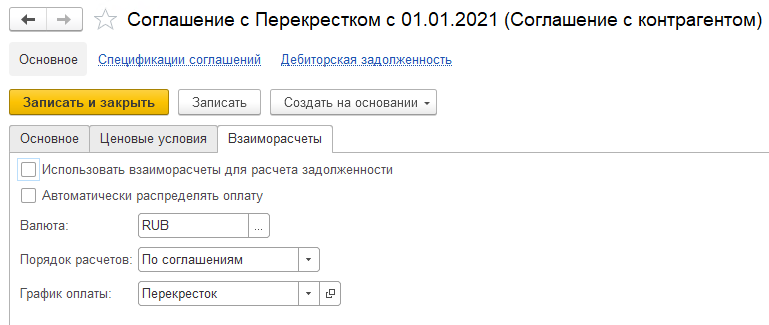 Соглашение с Перекрестком с 01.01.2021 (Соглашение с контрагентом)
Основное Спецификации соглашений Дебиторская задолженность
Записать и закрыть Записать Создать на основании
Основное Ценовые условия Взаиморасчеты
Использовать взаиморасчеты для расчета задолженности
Автоматически распределять оплату
Валюта: RUB ...
Порядок расчетов: По соглашениям
График оплаты: Перекресток